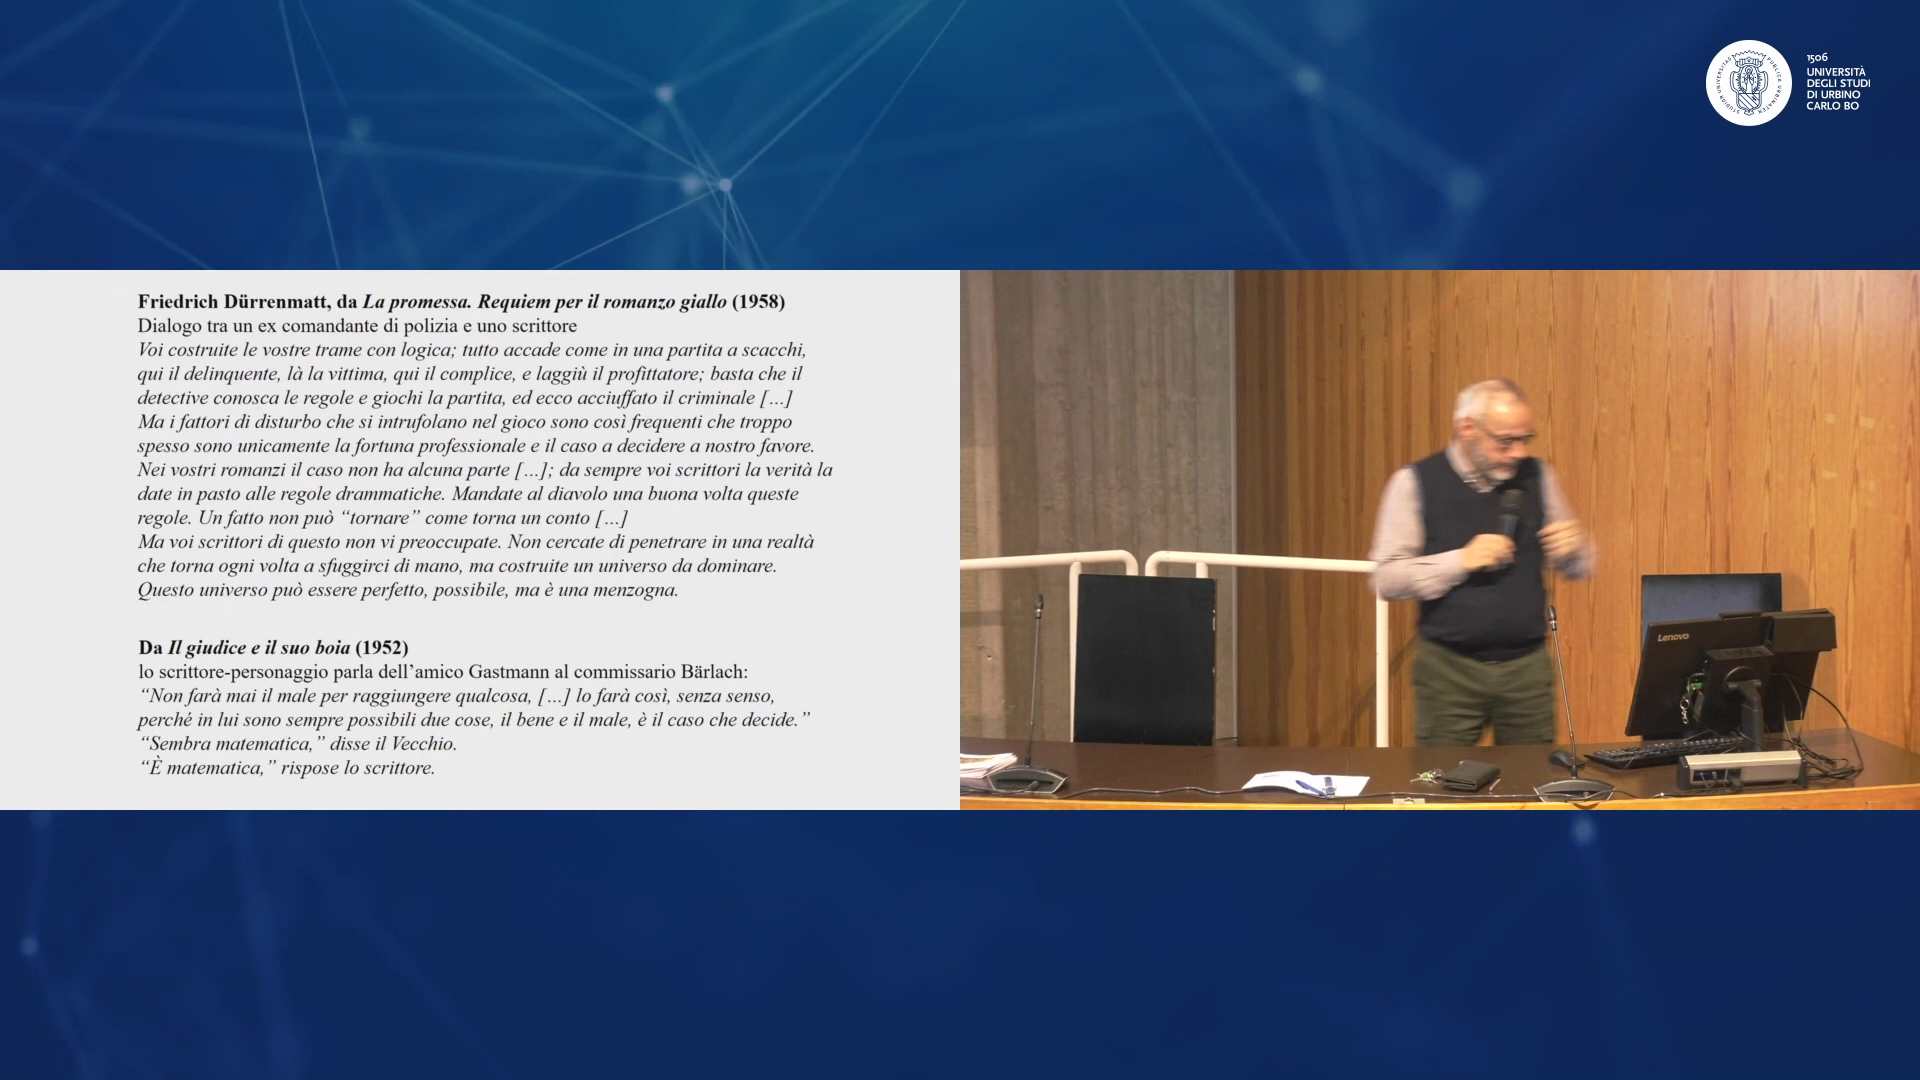 Friedrich Dürrenmatt, da La promessa. Requiem per il romanzo giallo (1958)
Dialogo tra un ex comandante di polizia e uno scrittore
Voi costruite le vostre trame con logica; tutto accade come in una partita a scacchi,
qui il delinquente, là la vittima, qui il complice, e laggiù il profittatore; basta che il
detective conosca le regole e giochi la partita, ed ecco acciuffato il criminale [...]
Ma i fattori di disturbo che si intrufolano nel gioco sono così frequenti che troppo
spesso sono unicamente la fortuna professionale e il caso a decidere a nostro favore.
Nei vostri romanzi il caso non ha alcuna parte [...]; da sempre voi scrittori la verità la
date in pasto alle regole drammatiche. Mandate al diavolo una buona volta queste
regole. Un fatto non può “tornare” come torna un conto [...]
Ma voi scrittori di questo non vi preoccupate. Non cercate di penetrare in una realtà
che torna ogni volta a sfuggirci di mano, ma costruite un universo da dominare.
Questo universo può essere perfetto, possibile, ma è una menzogna.
Da Il giudice e il suo boia (1952)
lo scrittore-personaggio parla dell’amico Gastmann al commissario Bärlach:
“Non farà mai il male per raggiungere qualcosa, [...] lo farà così, senza senso,
perché in lui sono sempre possibili due cose, il bene e il male, è il caso che decide.”
“Sembra matematica,” disse il Vecchio.
“È matematica,” rispose lo scrittore.
1506
UNIVERSITÀ
DEGLI STUDI
DI URBINO
CARLO BO
Lenovo